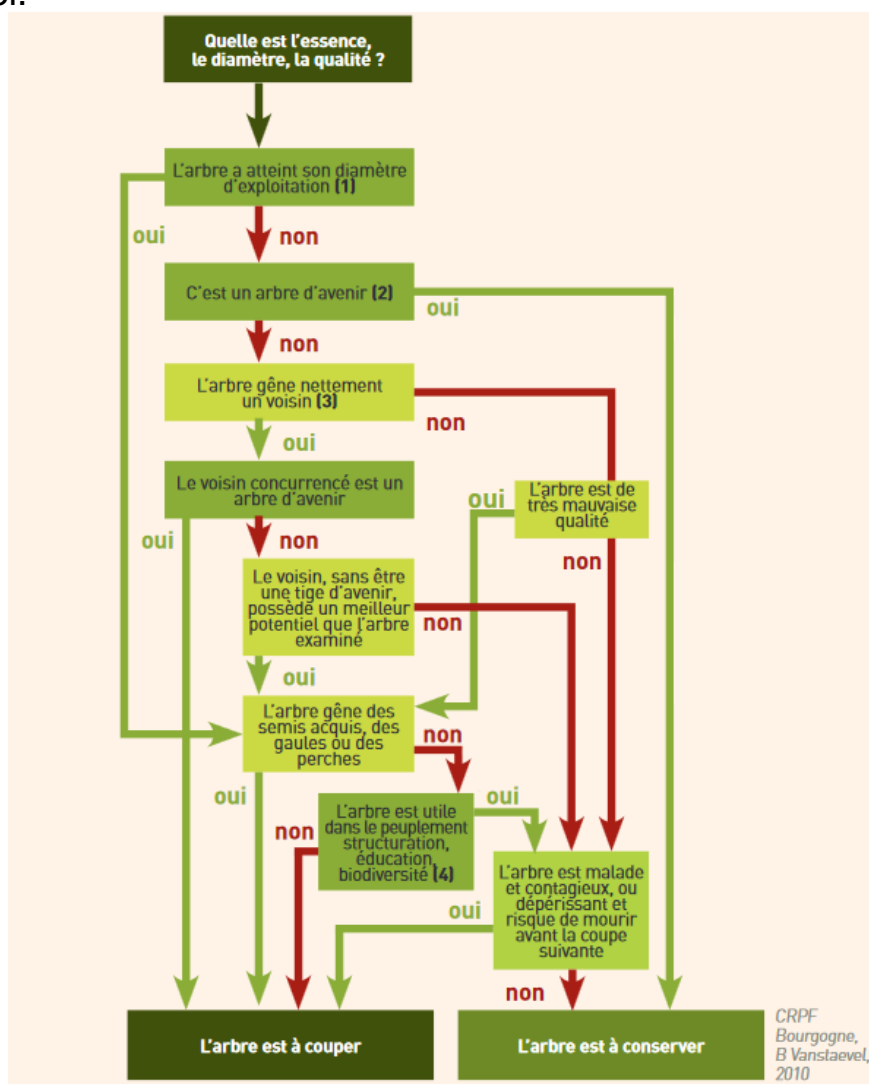 Quelle est l'essence,
le diamètre, la qualité ?
L'arbre a atteint son diamètre
d'exploitation (1)
oui
non
C'est un arbre d'avenir (2)
oui
non
L'arbre gêne nettement
un voisin (3)
non
oui
Le voisin concurrencé est un
arbre d'avenir
oui
L'arbre est de
très mauvaise
qualité
oui
non
non
Le voisin, sans être
une tige d'avenir,
possède un meilleur
potentiel que l'arbre
examiné
non
oui
L'arbre gêne des
semis acquis, des
gaules ou des
perches
non
oui
L'arbre est utile
dans le peuplement
structuration,
éducation,
biodiversité (4)
oui
non
L'arbre est malade
et contagieux, ou
dépérissant et
risque de mourir
avant la coupe
suivante
oui
non
L'arbre est à couper
L'arbre est à conserver
CRPF
Bourgogne,
B Vanstaevel,
2010